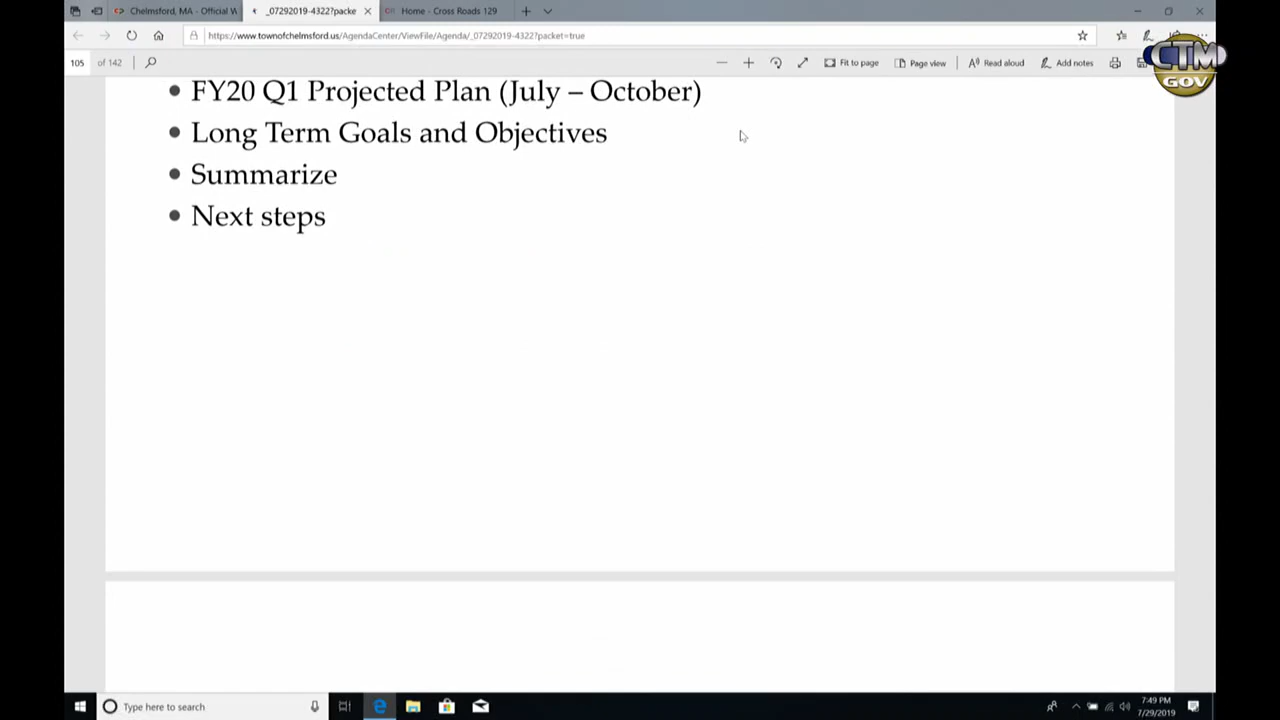 Chelmsford, MA - Official W
_07292019-4322?packe
Home - Cross Roads 129
https://www.townofchelmsford.us/AgendaCenter/ViewFile/Agenda/_07292019-4322?packet=true
105 of 142
Fit to page
Page view
Read aloud
Add notes
CTM
GOV
• FY20 Q1 Projected Plan (July – October)
• Long Term Goals and Objectives
• Summarize
• Next steps
Type here to search
7:49 PM
7/29/2019